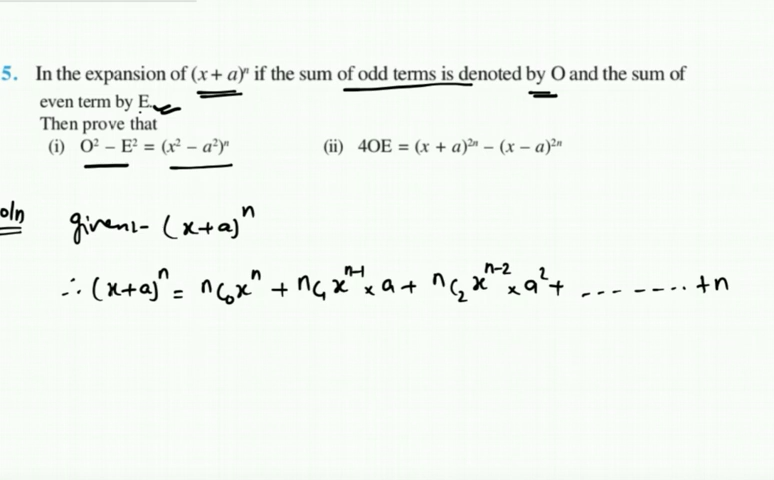 5. In the expansion of (x + a)ⁿ if the sum of odd terms is denoted by O and the sum of
even term by E.
Then prove that
(i) O² – E² = (x² – a²)ⁿ (ii) 4OE = (x + a)²ⁿ – (x – a)²ⁿ
oln given:- (x+a)ⁿ
∴ (x+a)ⁿ = nC₀xⁿ + nC₁xⁿ⁻¹×a + nC₂xⁿ⁻²×a² + -------- +n